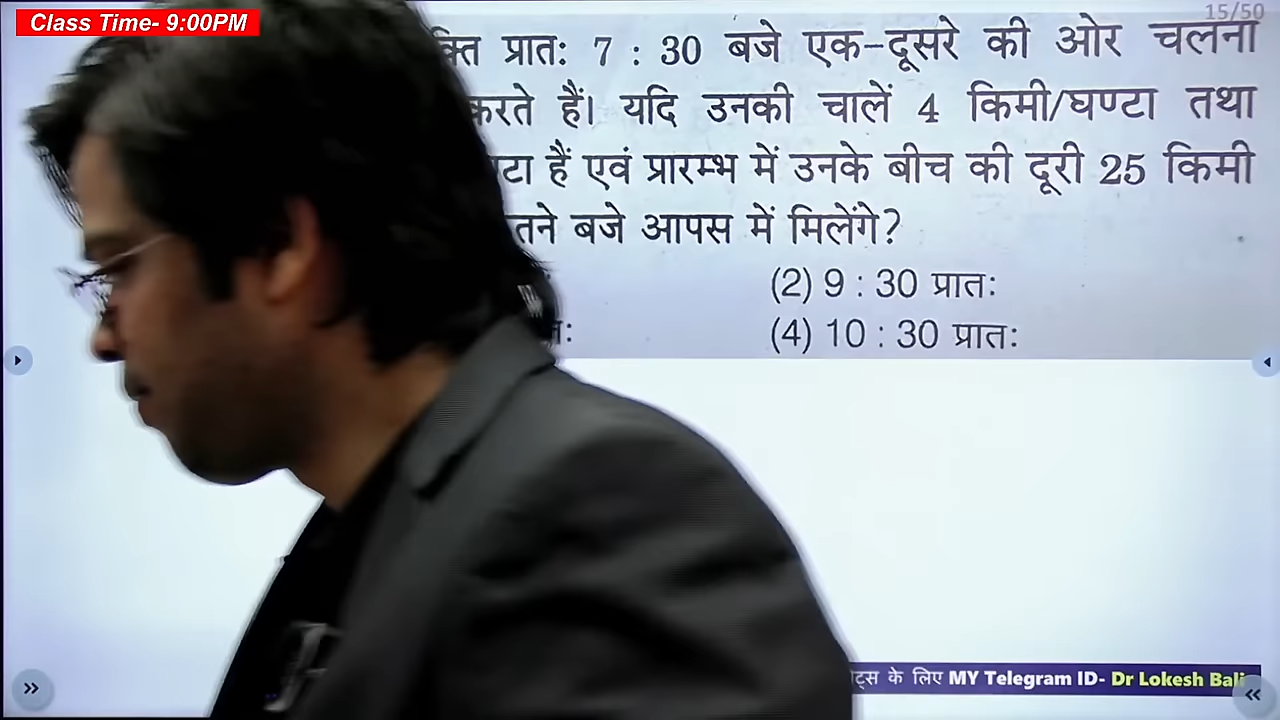 Class Time- 9:00PM
15/50
प्रातः 7 : 30 बजे एक-दूसरे की ओर चलना
करते हैं। यदि उनकी चालें 4 किमी/घण्टा तथा
हैं एवं प्रारम्भ में उनके बीच की दूरी 25 किमी
बजे आपस में मिलेंगे?
(2) 9 : 30 प्रातः
(4) 10 : 30 प्रातः
के लिए MY Telegram ID- Dr Lokesh Bali